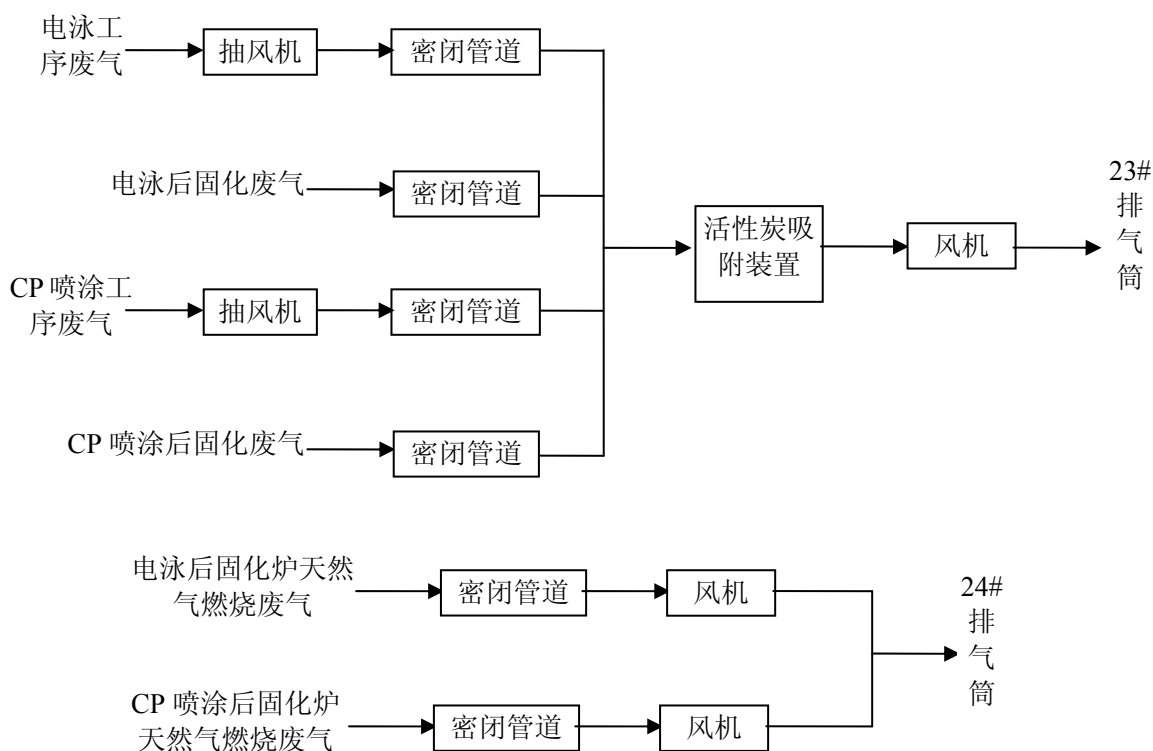 电泳工
序废气
抽风机
密闭管道
电泳后固化废气
密闭管道
CP 喷涂工
序废气
抽风机
密闭管道
CP 喷涂后固化废气
密闭管道
活性炭吸
附装置
风机
23#
排
气
筒
电泳后固化炉天然
气燃烧废气
密闭管道
风机
CP 喷涂后固化炉
天然气燃烧废气
密闭管道
风机
24#
排
气
筒